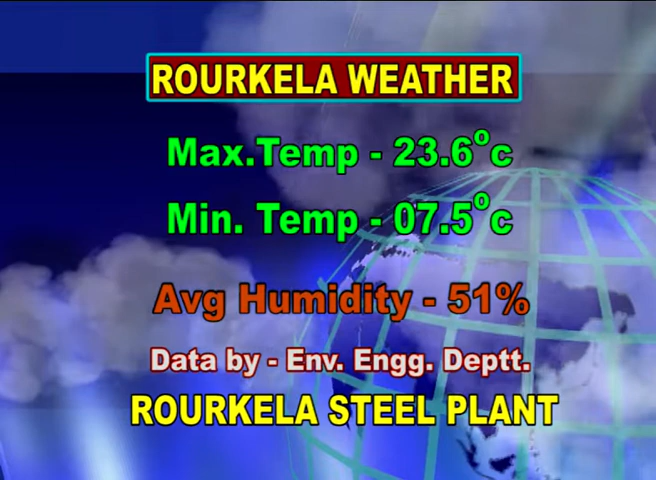 ROURKELA WEATHER
Max.Temp - 23.6°c
Min. Temp - 07.5°c
Avg Humidity - 51%
Data by - Env. Engg. Deptt.
ROURKELA STEEL PLANT